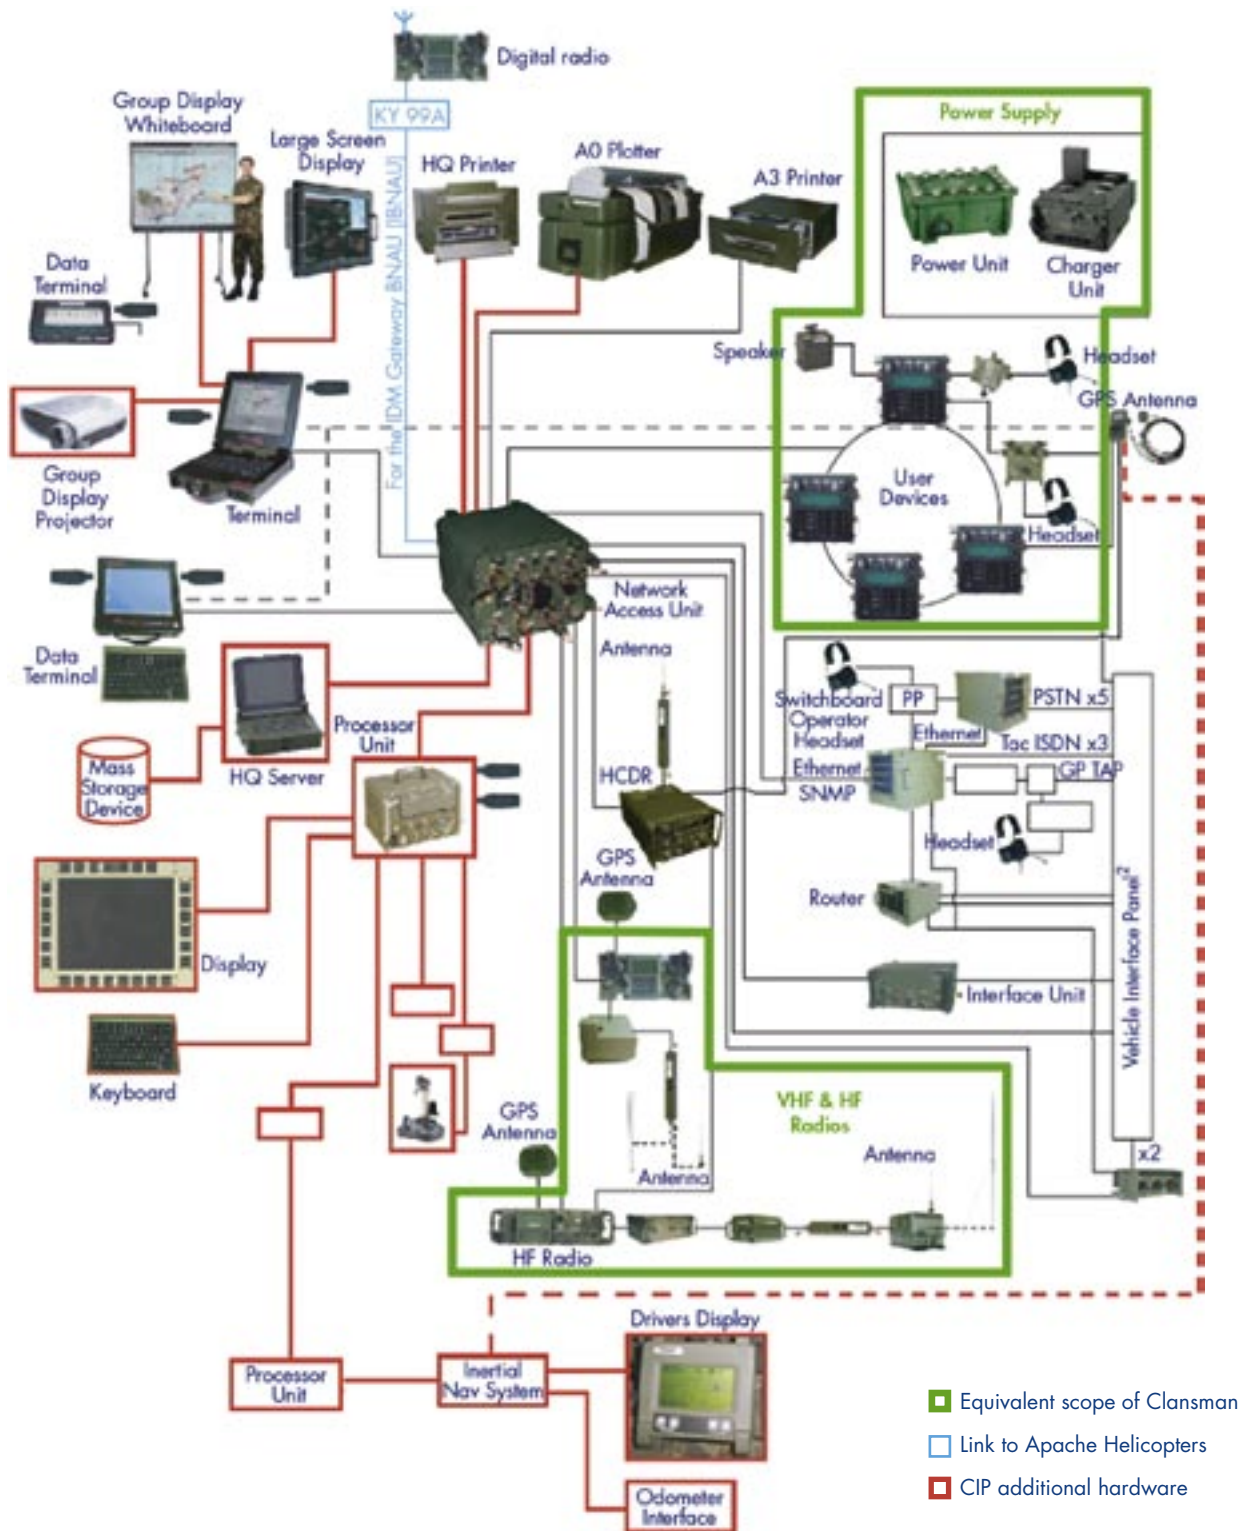 Digital radio
KY 99A
For the IDM Gateway BNAU [IBNAU]
Group Display
Whiteboard
Large Screen
Display
HQ Printer
A0 Plotter
A3 Printer
Power Supply
Power Unit
Charger
Unit
Data
Terminal
Speaker
Headset
GPS Antenna
User
Devices
Headset
Group
Display
Projector
Terminal
Network
Access Unit
Data
Terminal
Antenna
Switchboard
Operator
Headset
PP
PSTN x5
Ethernet
Tac ISDN x3
Ethernet
SNMP
GP TAP
Processor
Unit
HQ Server
Mass
Storage
Device
HCDR
Headset
GPS
Antenna
Router
Vehicle Interface Panel²
Display
Interface Unit
Keyboard
VHF & HF
Radios
GPS
Antenna
Antenna
Antenna
x2
HF Radio
Drivers Display
Processor
Unit
Inertial
Nav System
Odometer
Interface
Equivalent scope of Clansman
Link to Apache Helicopters
CIP additional hardware